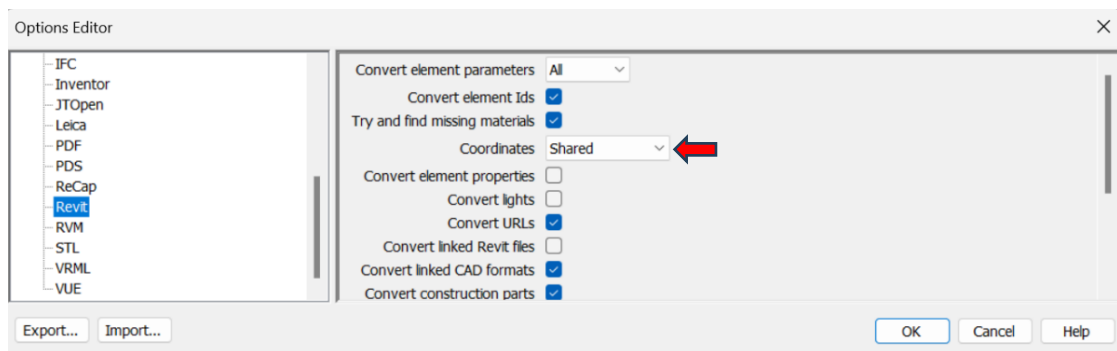 Options Editor
IFC
Inventor
JTOpen
Leica
PDF
PDS
ReCap
Revit
RVM
STL
VRML
VUE
Convert element parameters All
Convert element Ids
Try and find missing materials
Coordinates Shared
Convert element properties
Convert lights
Convert URLs
Convert linked Revit files
Convert linked CAD formats
Convert construction parts
Export... Import... OK Cancel Help